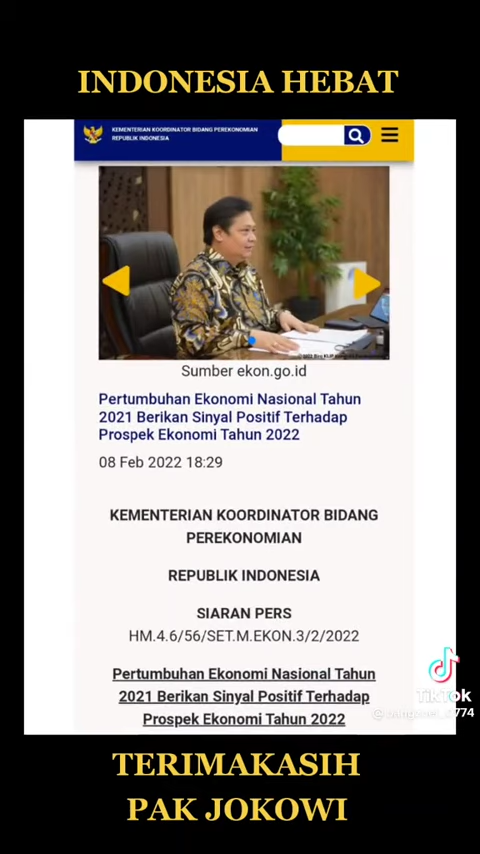 INDONESIA HEBAT
KEMENTERIAN KOORDINATOR BIDANG PEREKONOMIAN
REPUBLIK INDONESIA
Sumber ekon.go.id
Pertumbuhan Ekonomi Nasional Tahun
2021 Berikan Sinyal Positif Terhadap
Prospek Ekonomi Tahun 2022
08 Feb 2022 18:29
KEMENTERIAN KOORDINATOR BIDANG
PEREKONOMIAN
REPUBLIK INDONESIA
SIARAN PERS
HM.4.6/56/SET.M.EKON.3/2/2022
Pertumbuhan Ekonomi Nasional Tahun
2021 Berikan Sinyal Positif Terhadap
Prospek Ekonomi Tahun 2022
TikTok
TERIMAKASIH
PAK JOKOWI